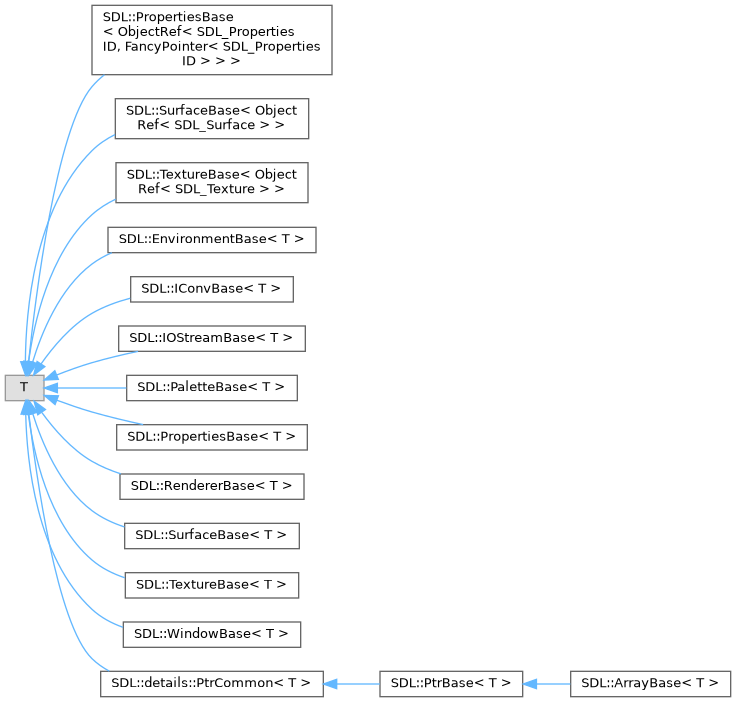 SDL::PropertiesBase
< ObjectRef< SDL_Properties
ID, FancyPointer< SDL_Properties
ID > > >
SDL::SurfaceBase< Object
Ref< SDL_Surface > >
SDL::TextureBase< Object
Ref< SDL_Texture > >
SDL::EnvironmentBase< T >
SDL::IConvBase< T >
SDL::IOStreamBase< T >
T
SDL::PaletteBase< T >
SDL::PropertiesBase< T >
SDL::RendererBase< T >
SDL::SurfaceBase< T >
SDL::TextureBase< T >
SDL::WindowBase< T >
SDL::details::PtrCommon< T >
SDL::PtrBase< T >
SDL::ArrayBase< T >